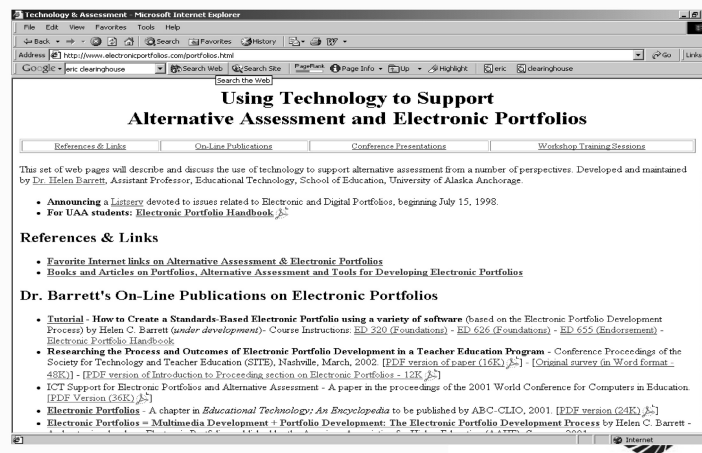 Technology & Assessment - Microsoft Internet Explorer
File Edit View Favorites Tools Help
Back Search Favorites History
Address http://www.electronicportfolios.com/portfolios.html Go Links
Google eric clearinghouse Search Web Search Site PageRank Page Info Up Highlight eric clearinghouse
Search the Web
Using Technology to Support
Alternative Assessment and Electronic Portfolios
References & Links On-Line Publications Conference Presentations Workshop Training Sessions
This set of web pages will describe and discuss the use of technology to support alternative assessment from a number of perspectives. Developed and maintained
by Dr. Helen Barrett, Assistant Professor, Educational Technology, School of Education, University of Alaska Anchorage.
• Announcing a Listserv devoted to issues related to Electronic and Digital Portfolios, beginning July 15, 1998.
• For UAA students: Electronic Portfolio Handbook
References & Links
• Favorite Internet links on Alternative Assessment & Electronic Portfolios
• Books and Articles on Portfolios, Alternative Assessment and Tools for Developing Electronic Portfolios
Dr. Barrett's On-Line Publications on Electronic Portfolios
• Tutorial - How to Create a Standards-Based Electronic Portfolio using a variety of software (based on the Electronic Portfolio Development
Process) by Helen C. Barrett (under development)- Course Instructions: ED 320 (Foundations) - ED 626 (Foundations) - ED 655 (Endorsement) -
Electronic Portfolio Handbook
• Researching the Process and Outcomes of Electronic Portfolio Development in a Teacher Education Program - Conference Proceedings of the
Society for Technology and Teacher Education (SITE), Nashville, March, 2002. [PDF version of paper (16K)] - [Original survey (in Word format -
48K)] - [PDF version of Introduction to Proceeding section on Electronic Portfolios - 12K]
• ICT Support for Electronic Portfolios and Alternative Assessment - A paper in the proceedings of the 2001 World Conference for Computers in Education.
[PDF Version (36K)]
• Electronic Portfolios - A chapter in Educational Technology; An Encyclopedia to be published by ABC-CLIO, 2001. [PDF version (24K)]
• Electronic Portfolios = Multimedia Development + Portfolio Development: The Electronic Portfolio Development Process by Helen C. Barrett -
Internet